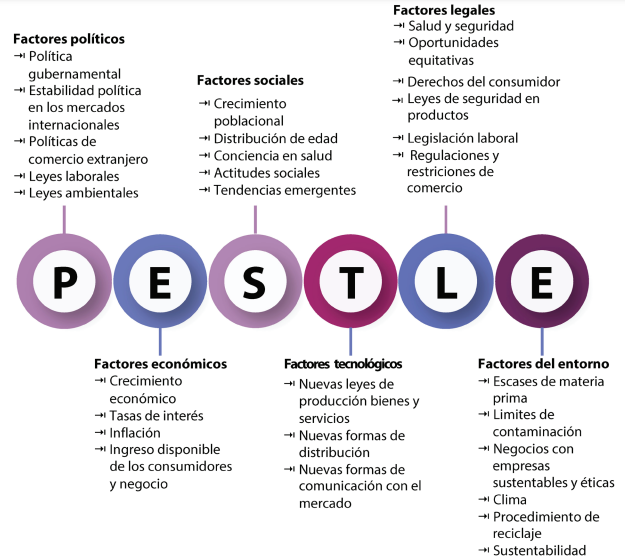 Factores políticos
Política
gubernamental
Estabilidad política
en los mercados
internacionales
Políticas de
comercio extranjero
Leyes laborales
Leyes ambientales
Factores sociales
Crecimiento
poblacional
Distribución de edad
Conciencia en salud
Actitudes sociales
Tendencias emergentes
Factores legales
Salud y seguridad
Oportunidades
equitativas
Derechos del consumidor
Leyes de seguridad en
productos
Legislación laboral
Regulaciones y
restriciones de
comercio
P E S T L E
Factores económicos
Crecimiento
económico
Tasas de interés
Inflación
Ingreso disponible
de los consumidores
y negocio
Factores tecnológicos
Nuevas leyes de
producción bienes y
servicios
Nuevas formas de
distribución
Nuevas formas de
comunicación con el
mercado
Factores del entorno
Escases de materia
prima
Limites de
contaminación
Negocios con
empresas
sustentables y éticas
Clima
Procedimiento de
reciclaje
Sustentabilidad